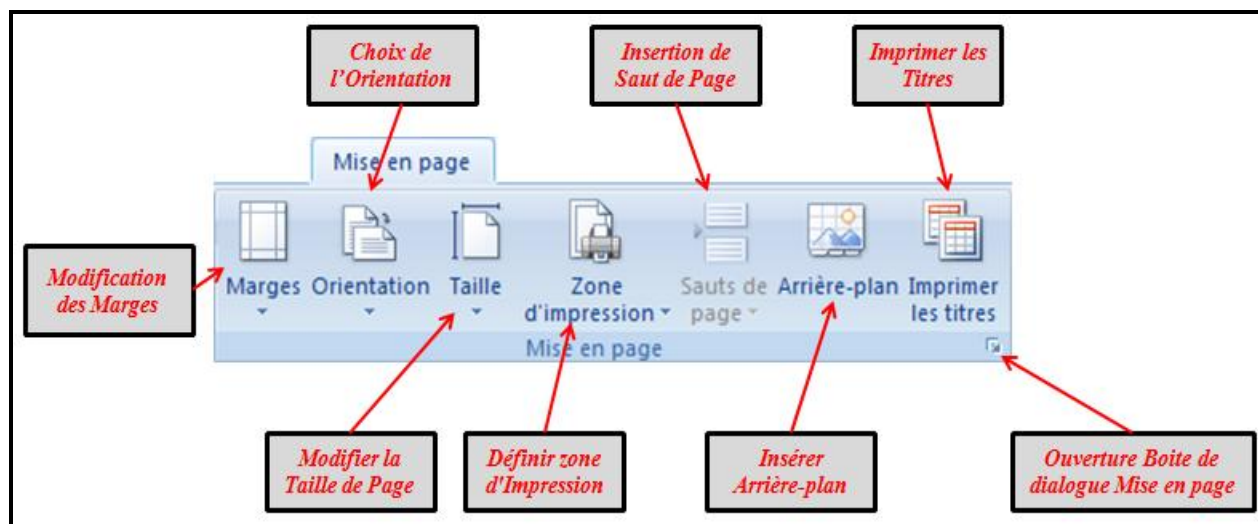 Choix de
l'Orientation
Insertion de
Saut de Page
Imprimer les
Titres
Mise en page
Modification
des Marges
Marges
Orientation
Taille
Zone
d'impression
Sauts de
page
Arrière-plan
Imprimer
les titres
Mise en page
Modifier la
Taille de Page
Définir zone
d'Impression
Insérer
Arrière-plan
Ouverture Boite de
dialogue Mise en page